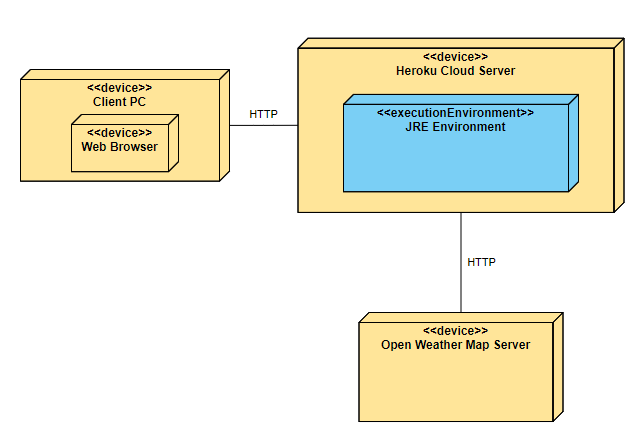 <<device>>
Client PC
<<device>>
Web Browser
HTTP
<<device>>
Heroku Cloud Server
<<executionEnvironment>>
JRE Environment
HTTP
<<device>>
Open Weather Map Server